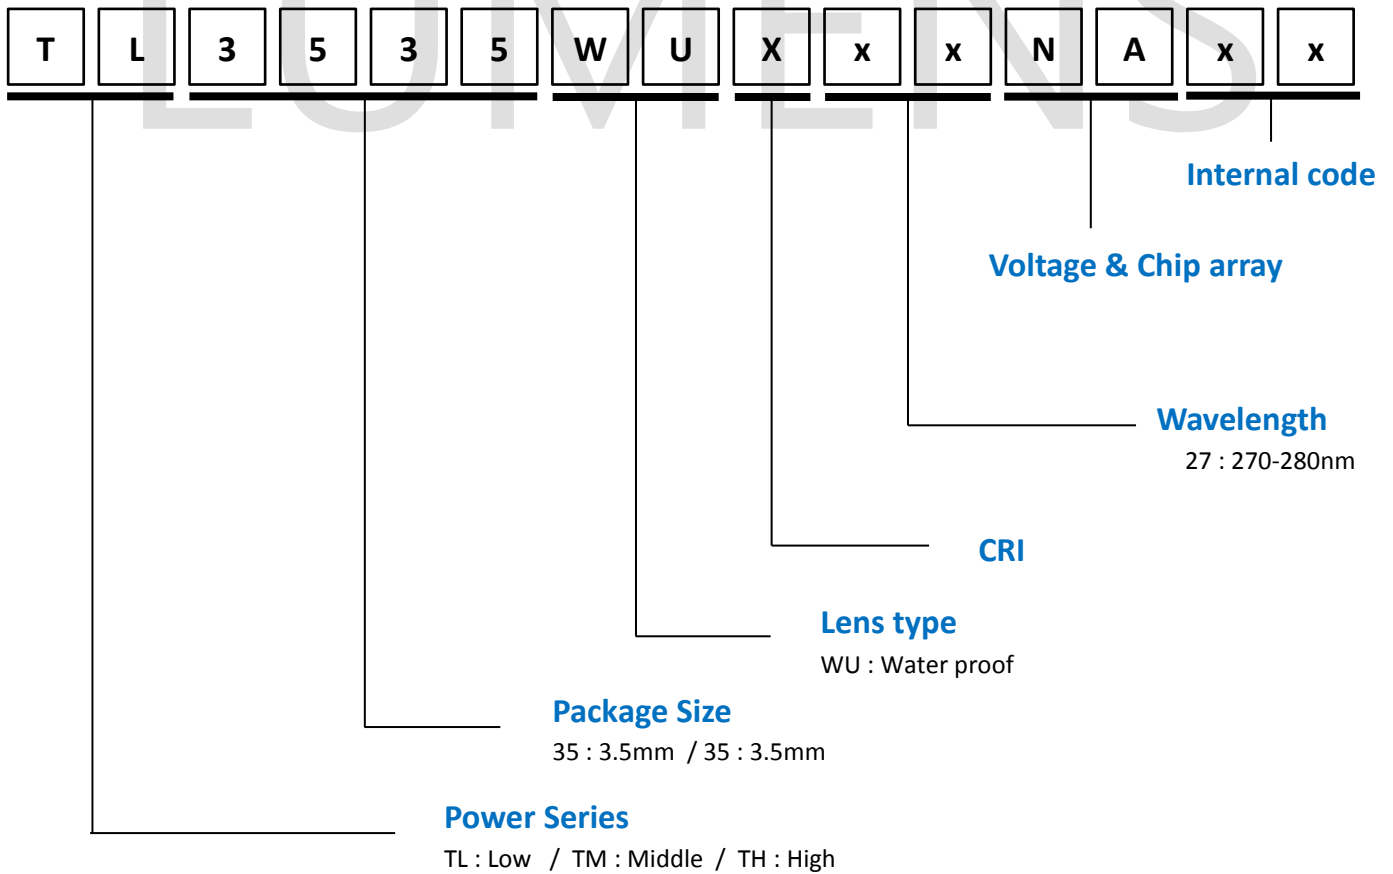 LUMENS
T L 3 5 3 5 W U X x x N A x x
Internal code
Voltage & Chip array
Wavelength
27 : 270-280nm
CRI
Lens type
WU : Water proof
Package Size
35 : 3.5mm / 35 : 3.5mm
Power Series
TL : Low / TM : Middle / TH : High